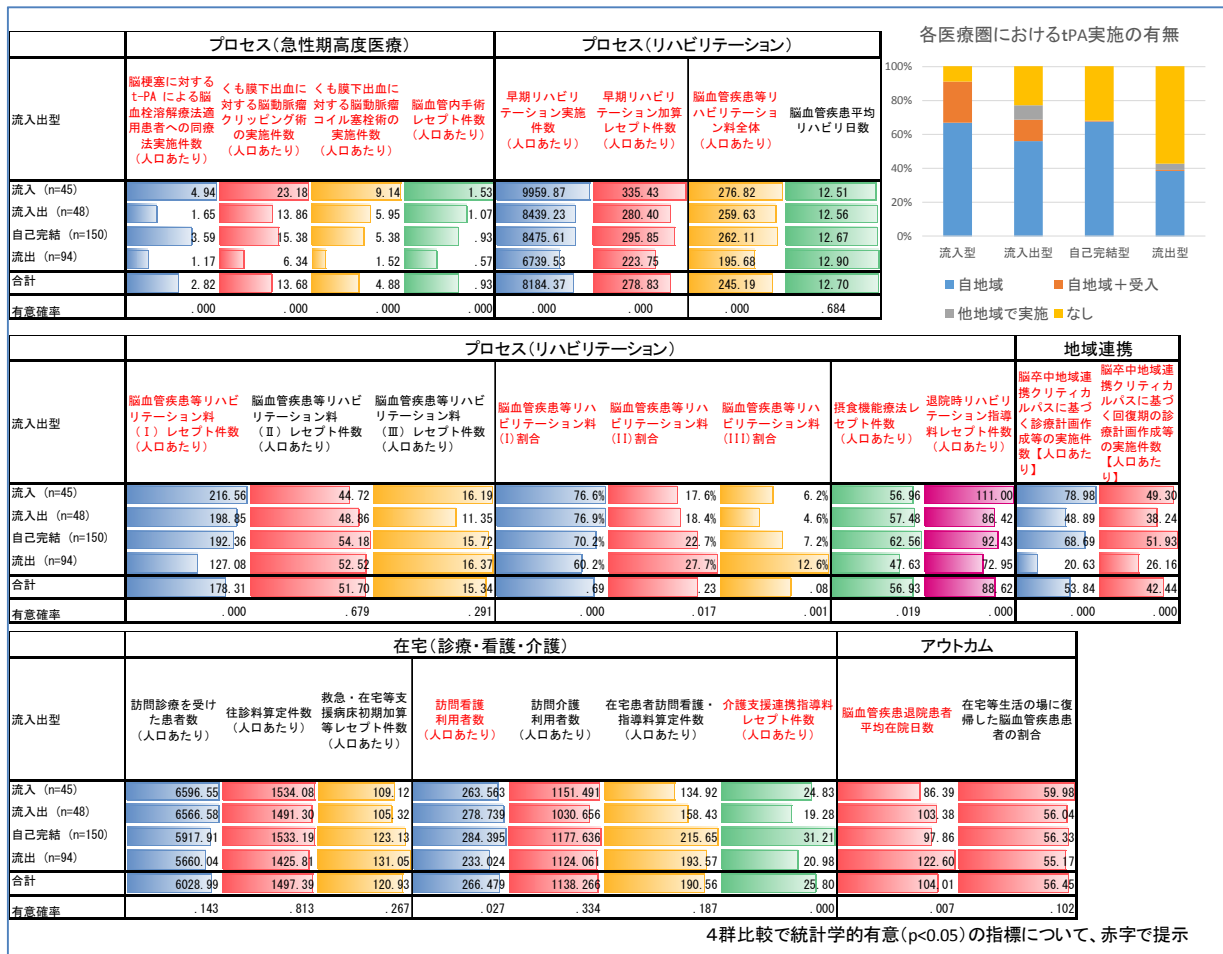 プロセス(急性期高度医療) プロセス(リハビリテーション)
流入出型
脳梗塞に対する
t-PA による脳
血栓溶解療法適
用患者への同療
法実施件数
(人口あたり)
くも膜下出血に
対する脳動脈瘤
クリッピング術
の実施件数
(人口あたり)
くも膜下出血に
対する脳動脈瘤
コイル塞栓術の
実施件数
(人口あたり)
脳血管内手術
レセプト件数
(人口あたり)
早期リハビリ
テーション実施
件数
(人口あたり)
早期リハビリ
テーション加算
レセプト件数
(人口あたり)
脳血管疾患等リ
ハビリテーショ
ン料全体
(人口あたり)
脳血管疾患平均
リハビリ日数
流入 (n=45) 4.94 23.18 9.14 1.53 9959.87 335.43 276.82 12.51
流入出 (n=48) 1.65 13.86 5.95 1.07 8439.23 280.40 259.63 12.56
自己完結 (n=150) 3.59 15.38 5.38 .93 8475.61 295.85 262.11 12.67
流出 (n=94) 1.17 6.34 1.52 .57 6739.53 223.75 195.68 12.90
合計 2.82 13.68 4.88 .93 8184.37 278.83 245.19 12.70
有意確率 .000 .000 .000 .000 .000 .000 .000 .684
各医療圏におけるtPA実施の有無
100%
80%
60%
40%
20%
0%
流入型 流入出型 自己完結型 流出型
自地域 自地域+受入
他地域で実施 なし
プロセス(リハビリテーション) 地域連携
流入出型
脳血管疾患等リハビ
リテーション料
(Ⅰ)レセプト件数
(人口あたり)
脳血管疾患等リハビ
リテーション料
(Ⅱ)レセプト件数
(人口あたり)
脳血管疾患等リハビ
リテーション料
(Ⅲ)レセプト件数
(人口あたり)
脳血管疾患等リハ
ビリテーション料
(I)割合
脳血管疾患等リハ
ビリテーション料
(II)割合
脳血管疾患等リハ
ビリテーション料
(III)割合
摂食機能療法レ
セプト件数
(人口あたり)
退院時リハビリ
テーション指導
料レセプト件数
(人口あたり)
脳卒中地域連
携クリティカ
ルパスに基づ
く診療計画作
成等の実施件
数【人口あた
り】
脳卒中地域連
携クリティカ
ルパスに基づ
く回復期の診
療計画作成等
の実施件数
【人口あた
り】
流入 (n=45) 216.56 44.72 16.19 76.6% 17.6% 6.2% 56.96 111.00 78.98 49.30
流入出 (n=48) 198.85 48.86 11.35 76.9% 18.4% 4.6% 57.48 86.42 48.89 38.24
自己完結 (n=150) 192.36 54.18 15.72 70.2% 22.7% 7.2% 62.56 92.43 68.69 51.93
流出 (n=94) 127.08 52.52 16.37 60.2% 27.7% 12.6% 47.63 72.95 20.63 26.16
合計 178.31 51.70 15.34 .69 .23 .08 56.93 88.62 53.84 42.44
有意確率 .000 .679 .291 .000 .017 .001 .019 .000 .000 .000
在宅(診療・看護・介護) アウトカム
流入出型
訪問診療を受け
た患者数
(人口あたり)
往診料算定件数
(人口あたり)
救急・在宅等支
援病床初期加算
等レセプト件数
(人口あたり)
訪問看護
利用者数
(人口あたり)
訪問介護
利用者数
(人口あたり)
在宅患者訪問看護・
指導料算定件数
(人口あたり)
介護支援連携指導料
レセプト件数
(人口あたり)
脳血管疾患退院患者
平均在院日数
在宅等生活の場に復
帰した脳血管疾患患
者の割合
流入 (n=45) 6596.55 1534.08 109.12 263.563 1151.491 134.92 24.83 86.39 59.98
流入出 (n=48) 6566.58 1491.30 105.32 278.739 1030.656 158.43 19.28 103.38 56.04
自己完結 (n=150) 5917.91 1533.19 123.13 284.395 1177.636 215.65 31.21 97.86 56.33
流出 (n=94) 5660.04 1425.81 131.05 233.024 1124.061 193.57 20.98 122.60 55.17
合計 6028.99 1497.39 120.93 266.479 1138.266 190.56 25.80 104.01 56.45
有意確率 .143 .813 .267 .027 .334 .187 .000 .007 .102
4群比較で統計学的有意(p<0.05)の指標について、赤字で提示